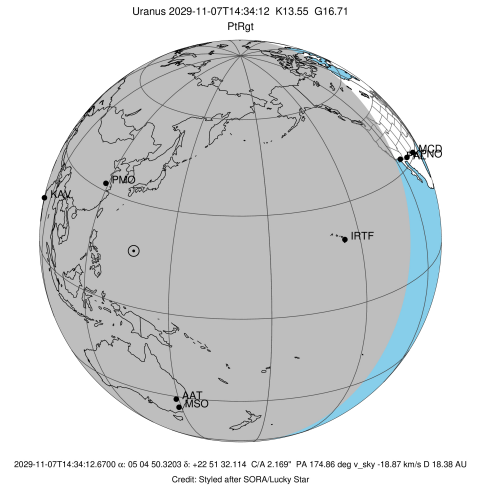 Uranus 2029-11-07T14:34:12  K13.55  G16.71
PtRgt
MCD
KPNO
PMO
KAV
IRTF
AAT
MSO
2029-11-07T14:34:12.6700 α: 05 04 50.3203 δ: +22 51 32.114  C/A 2.169"  PA 174.86 deg v_sky -18.87 km/s D 18.38 AU
Credit: Styled after SORA/Lucky Star